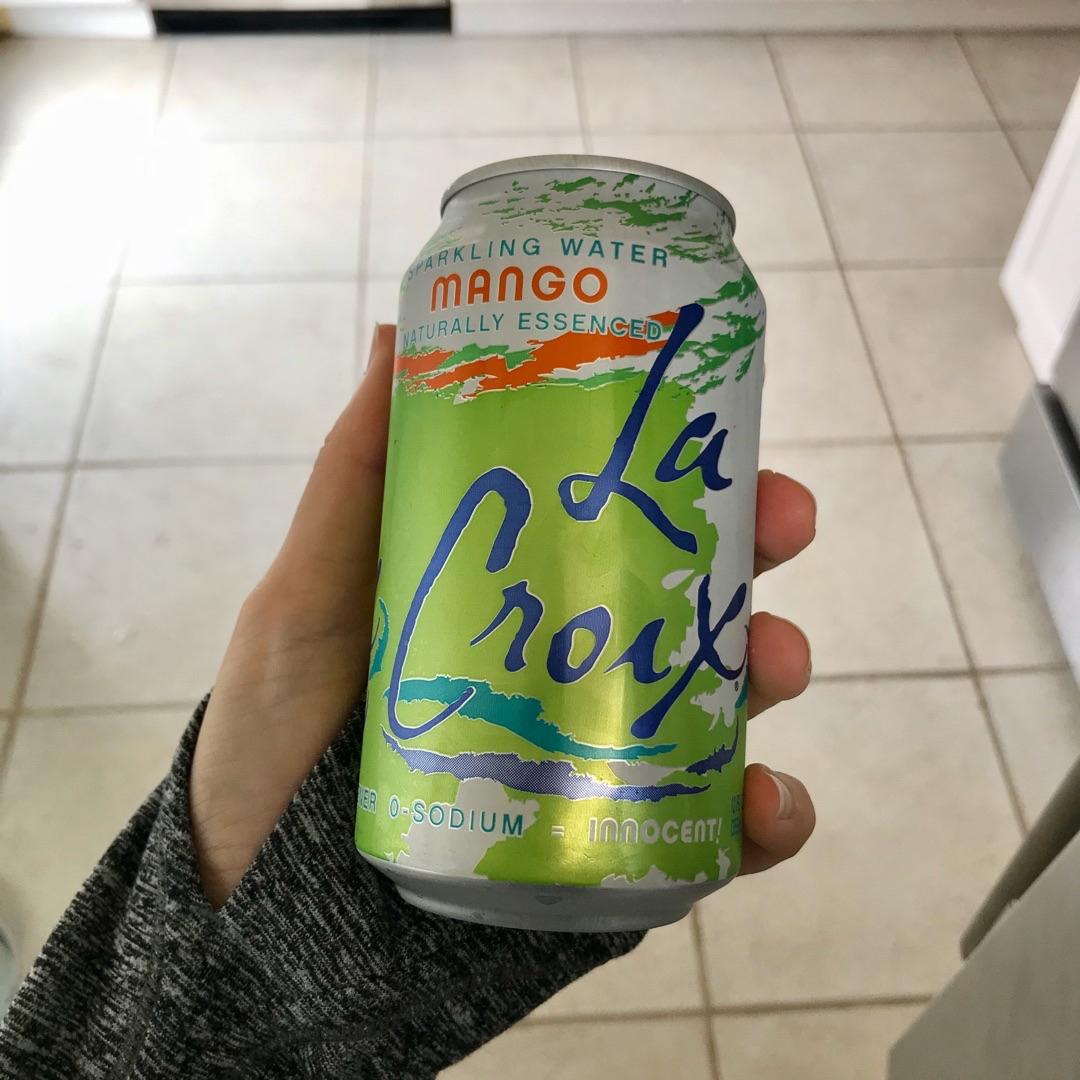 SPARKLING WATER
MANGO
NATURALLY ESSENCED
La
Croix
0-SODIUM = INNOCENT!